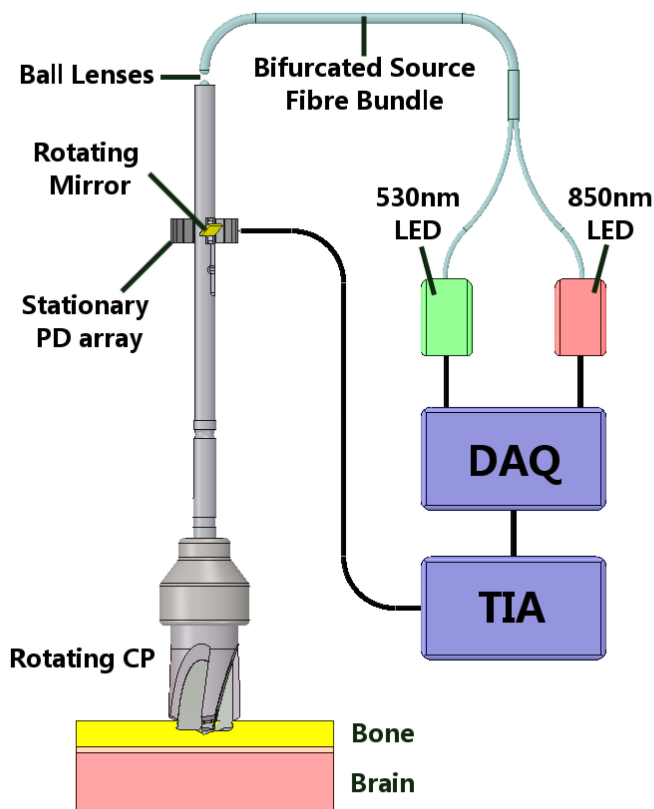 Ball Lenses
Bifurcated Source
Fibre Bundle
Rotating
Mirror
530nm
LED
850nm
LED
Stationary
PD array
DAQ
TIA
Rotating CP
Bone
Brain